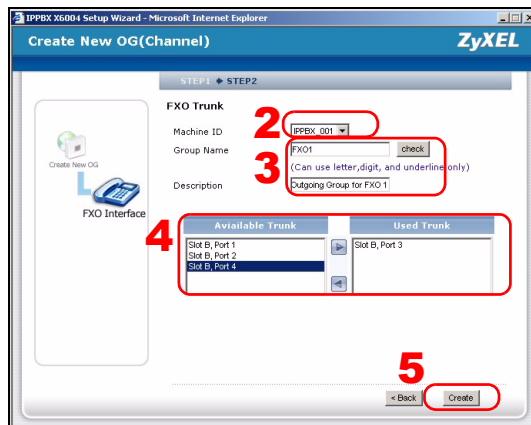 IPPBX X6004 Setup Wizard - Microsoft Internet Explorer
Create New OG(Channel)
ZyXEL
STEP1 STEP2
FXO Trunk
Machine ID
2
IPPBX_001
Group Name
3
FXO1
check
(Can use letter,digit, and underline only)
Description
Outgoing Group for FXO 1
Create New OG
FXO Interface
4
Aviailable Trunk
Used Trunk
Slot B, Port 1
Slot B, Port 2
Slot B, Port 4
Slot B, Port 3
5
< Back
Create